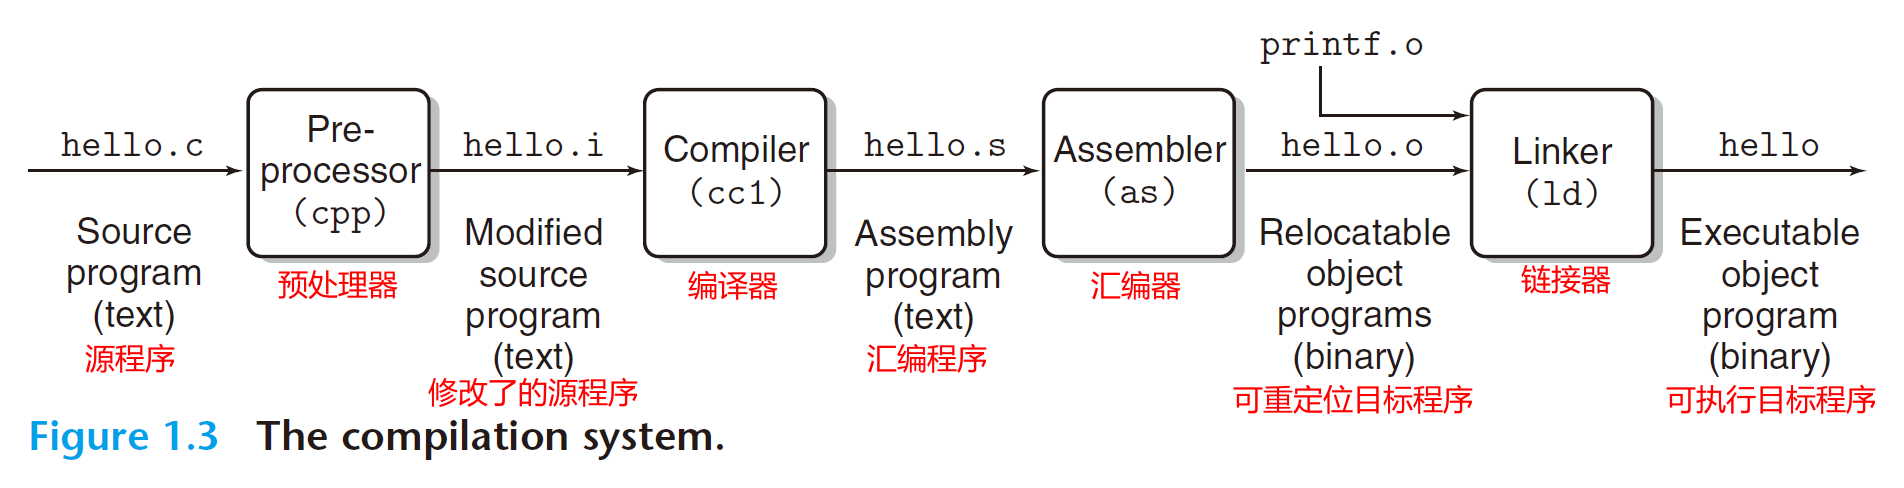 printf.o
hello.c
Pre-
processor
(cpp)
hello.i
Compiler
(cc1)
hello.s
Assembler
(as)
hello.o
Linker
(ld)
hello
Source
program
(text)
源程序
预处理器
Modified
source
program
(text)
修改了的源程序
编译器
Assembly
program
(text)
汇编程序
汇编器
Relocatable
object
programs
(binary)
可重定位目标程序
链接器
Executable
object
program
(binary)
可执行目标程序
Figure 1.3 The compilation system.